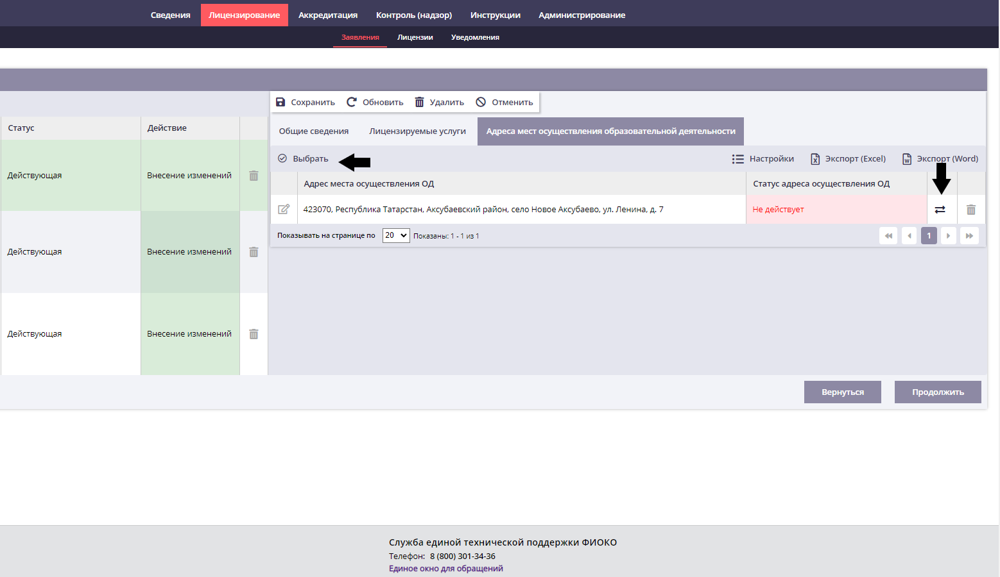 Сведения Лицензирование Аккредитация Контроль (надзор) Инструкции Администрирование
Заявления Лицензии Уведомления
Сохранить Обновить Удалить Отменить
Статус Действие
Общие сведения Лицензируемые услуги Адреса мест осуществления образовательной деятельности
Выбрать Настройки Экспорт (Excel) Экспорт (Word)
Действующая Внесение изменений
Адрес места осуществления ОД Статус адреса осуществления ОД
423070, Республика Татарстан, Аксубаевский район, село Новое Аксубаево, ул. Ленина, д. 7 Не действует
Показывать на странице по 20 Показаны: 1 - 1 из 1 1
Действующая Внесение изменений
Действующая Внесение изменений
Вернуться Продолжить
Служба единой технической поддержки ФИОКО
Телефон: 8 (800) 301-34-36
Единое окно для обращений